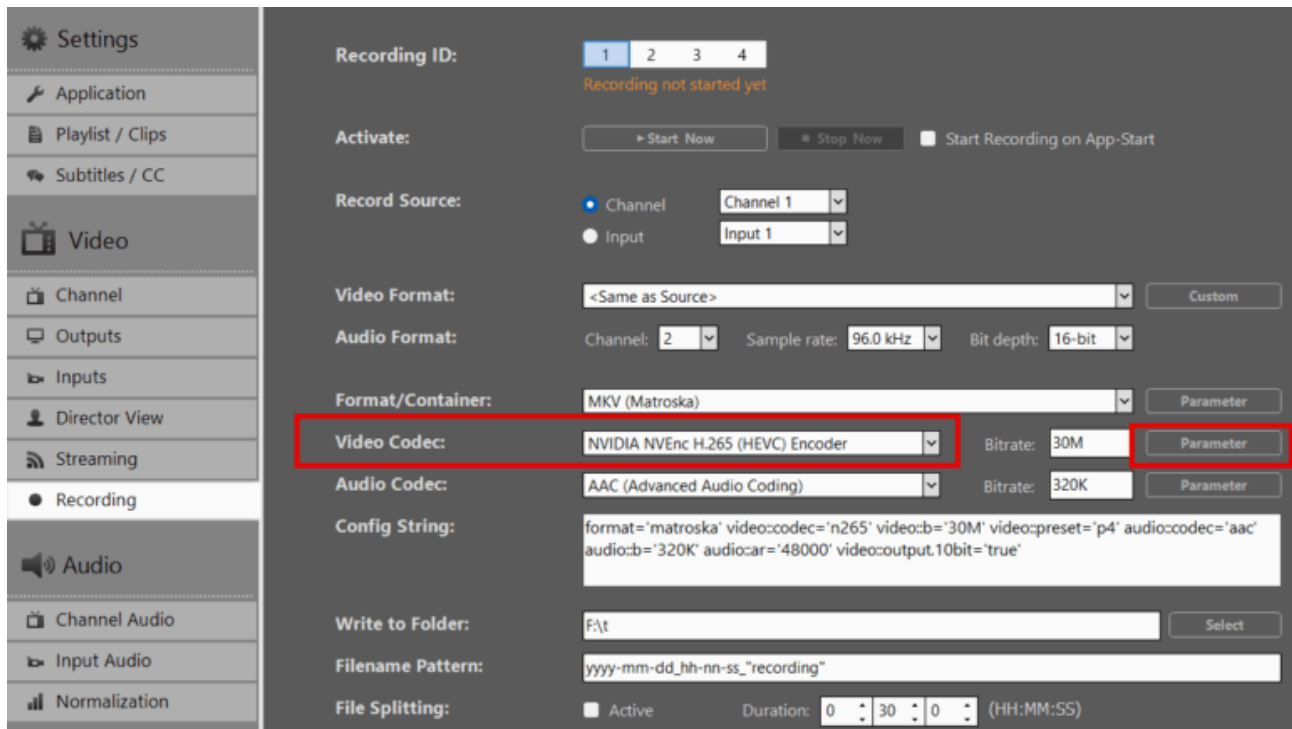 Settings
Application
Playlist / Clips
Subtitles / CC
Video
Channel
Outputs
Inputs
Director View
Streaming
Recording
Audio
Channel Audio
Input Audio
Normalization
Recording ID: 1 2 3 4
Recording not started yet
Activate: Start Now Stop Now Start Recording on App-Start
Record Source: Channel Channel 1
Input Input 1
Video Format: <Same as Source> Custom
Audio Format: Channel: 2 Sample rate: 96.0 kHz Bit depth: 16-bit
Format/Container: MKV (Matroska) Parameter
Video Codec: NVIDIA NVEnc H.265 (HEVC) Encoder Bitrate: 30M Parameter
Audio Codec: AAC (Advanced Audio Coding) Bitrate: 320K Parameter
Config String: format='matroska' video::codec='n265' video::b='30M' video::preset='p4' audio::codec='aac'
audio::b='320K' audio::ar='48000' video::output.10bit='true'
Write to Folder: F:\t Select
Filename Pattern: yyyy-mm-dd_hh-nn-ss_"recording"
File Splitting: Active Duration: 0 30 0 (HH:MM:SS)